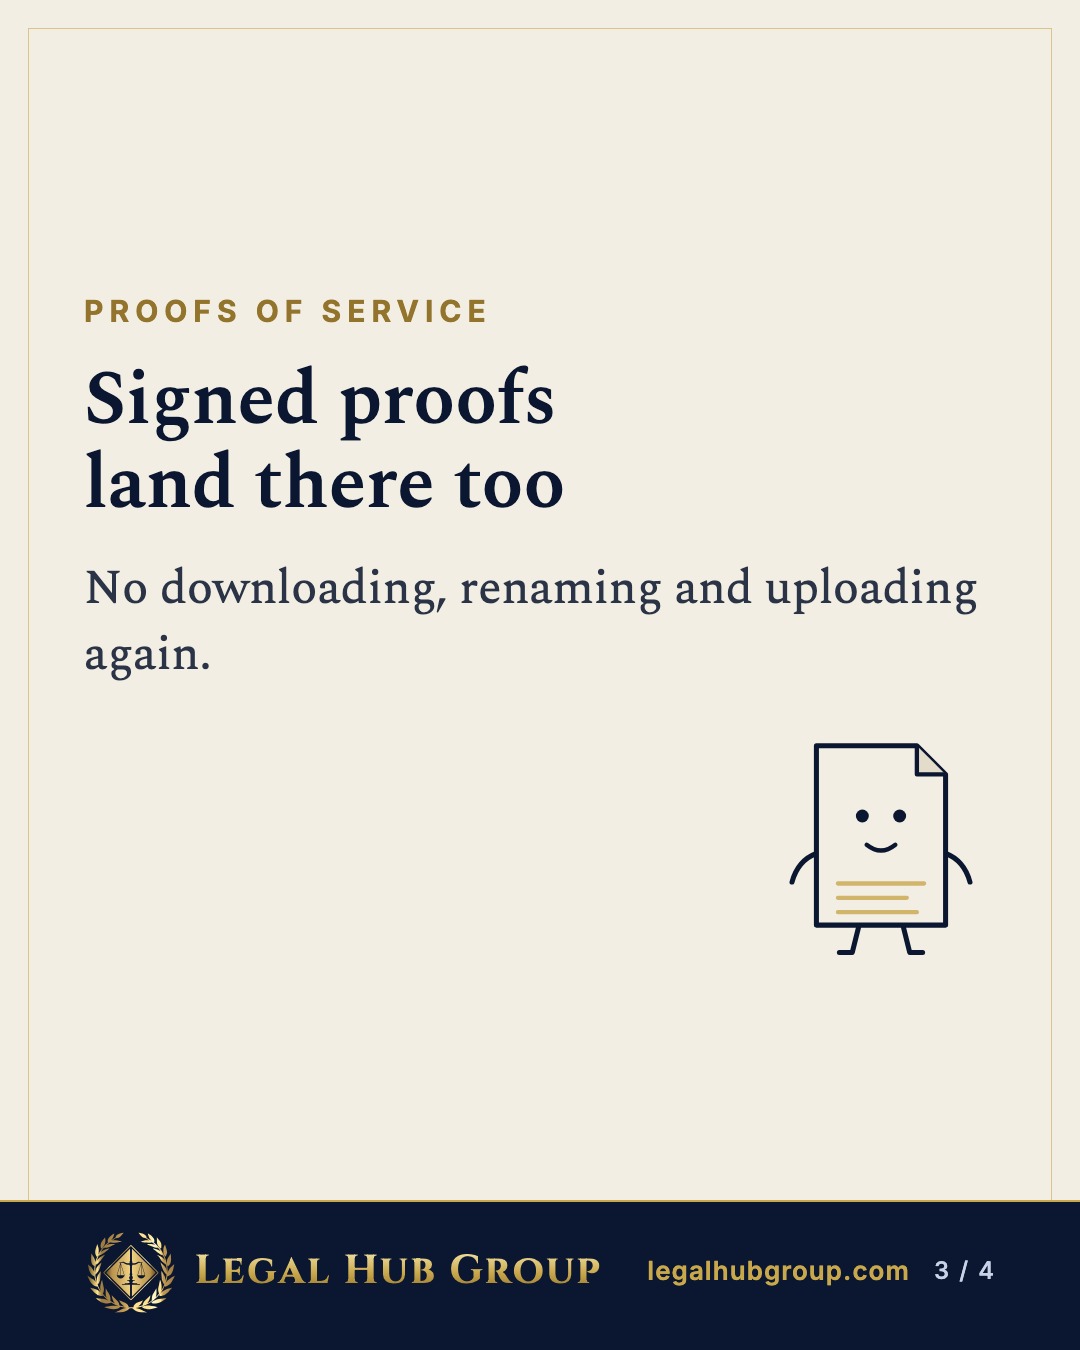 PROOFS OF SERVICE
Signed proofs
land there too
No downloading, renaming and uploading
again.
LEGAL HUB GROUP legalhubgroup.com 3 / 4